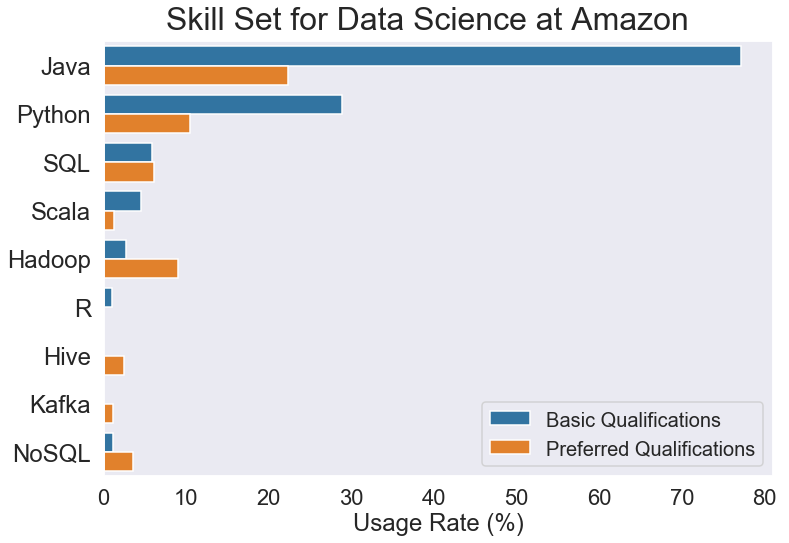 Skill Set for Data Science at Amazon
Java
Python
SQL
Scala
Hadoop
R
Hive
Kafka
NoSQL
Basic Qualifications
Preferred Qualifications
0 10 20 30 40 50 60 70 80
Usage Rate (%)